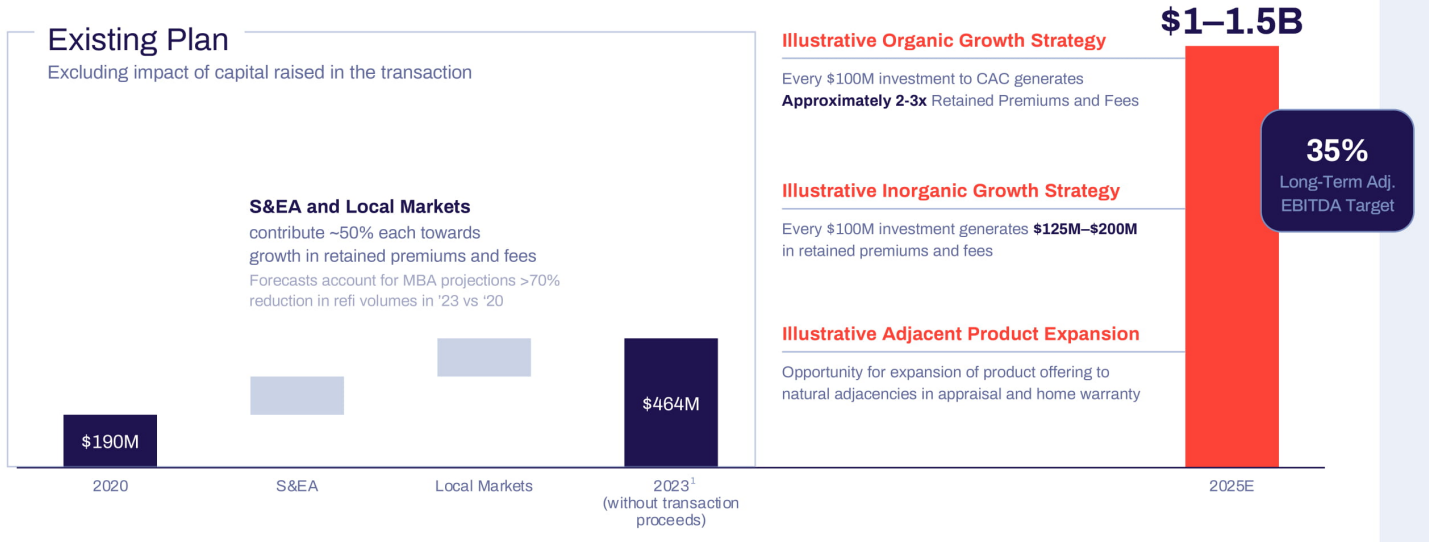 Existing Plan
Excluding impact of capital raised in the transaction
S&EA and Local Markets
contribute ~50% each towards
growth in retained premiums and fees
Forecasts account for MBA projections >70%
reduction in refi volumes in '23 vs ‘20
$190M
$464M
2020
S&EA
Local Markets
2023¹
(without transaction
proceeds)
Illustrative Organic Growth Strategy
Every $100M investment to CAC generates
Approximately 2-3x Retained Premiums and Fees
Illustrative Inorganic Growth Strategy
Every $100M investment generates $125M–$200M
in retained premiums and fees
Illustrative Adjacent Product Expansion
Opportunity for expansion of product offering to
natural adjacencies in appraisal and home warranty
$1–1.5B
35%
Long-Term Adj.
EBITDA Target
2025E